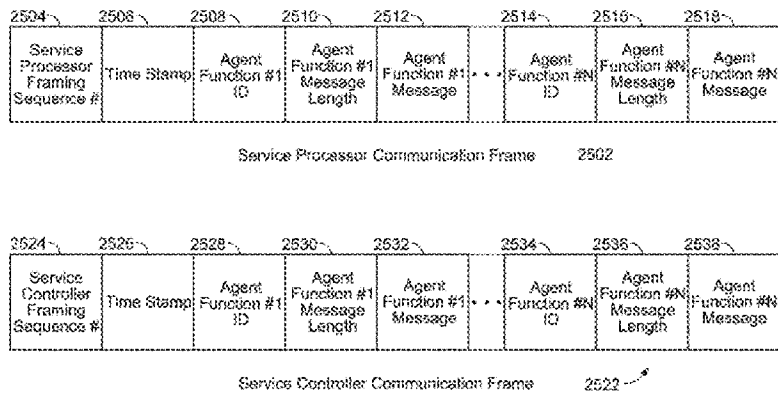 2504 2506 2508 2510 2512 2514 2516 2518
Service Processor Framing Sequence #
Time Stamp
Agent Function #1 ID
Agent Function #1 Message Length
Agent Function #1 Message
• • •
Agent Function #N ID
Agent Function #N Message Length
Agent Function #N Message
Service Processor Communication Frame 2502
2524 2526 2528 2530 2532 2534 2536 2538
Service Controller Framing Sequence #
Time Stamp
Agent Function #1 ID
Agent Function #1 Message Length
Agent Function #1 Message
• • •
Agent Function #N ID
Agent Function #N Message Length
Agent Function #N Message
Service Controller Communication Frame 2522